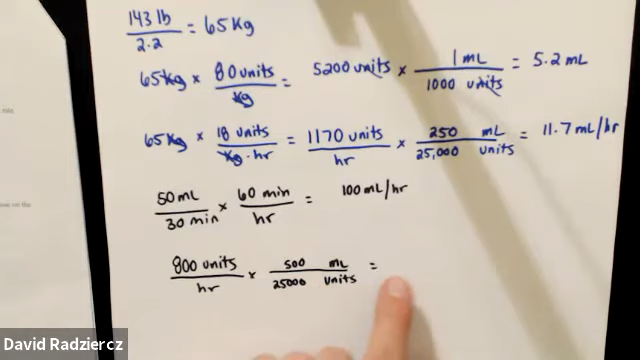 143 lb / 2.2 = 65 Kg
65 kg × 80 units / kg = 5200 units × 1 mL / 1000 units = 5.2 mL
65 kg × 18 units / kg · hr = 1170 units / hr × 250 mL / 25,000 units = 11.7 mL/hr
50 mL / 30 min × 60 min / hr = 100 mL/hr
800 units / hr × 500 mL / 25000 units =
David Radziercz